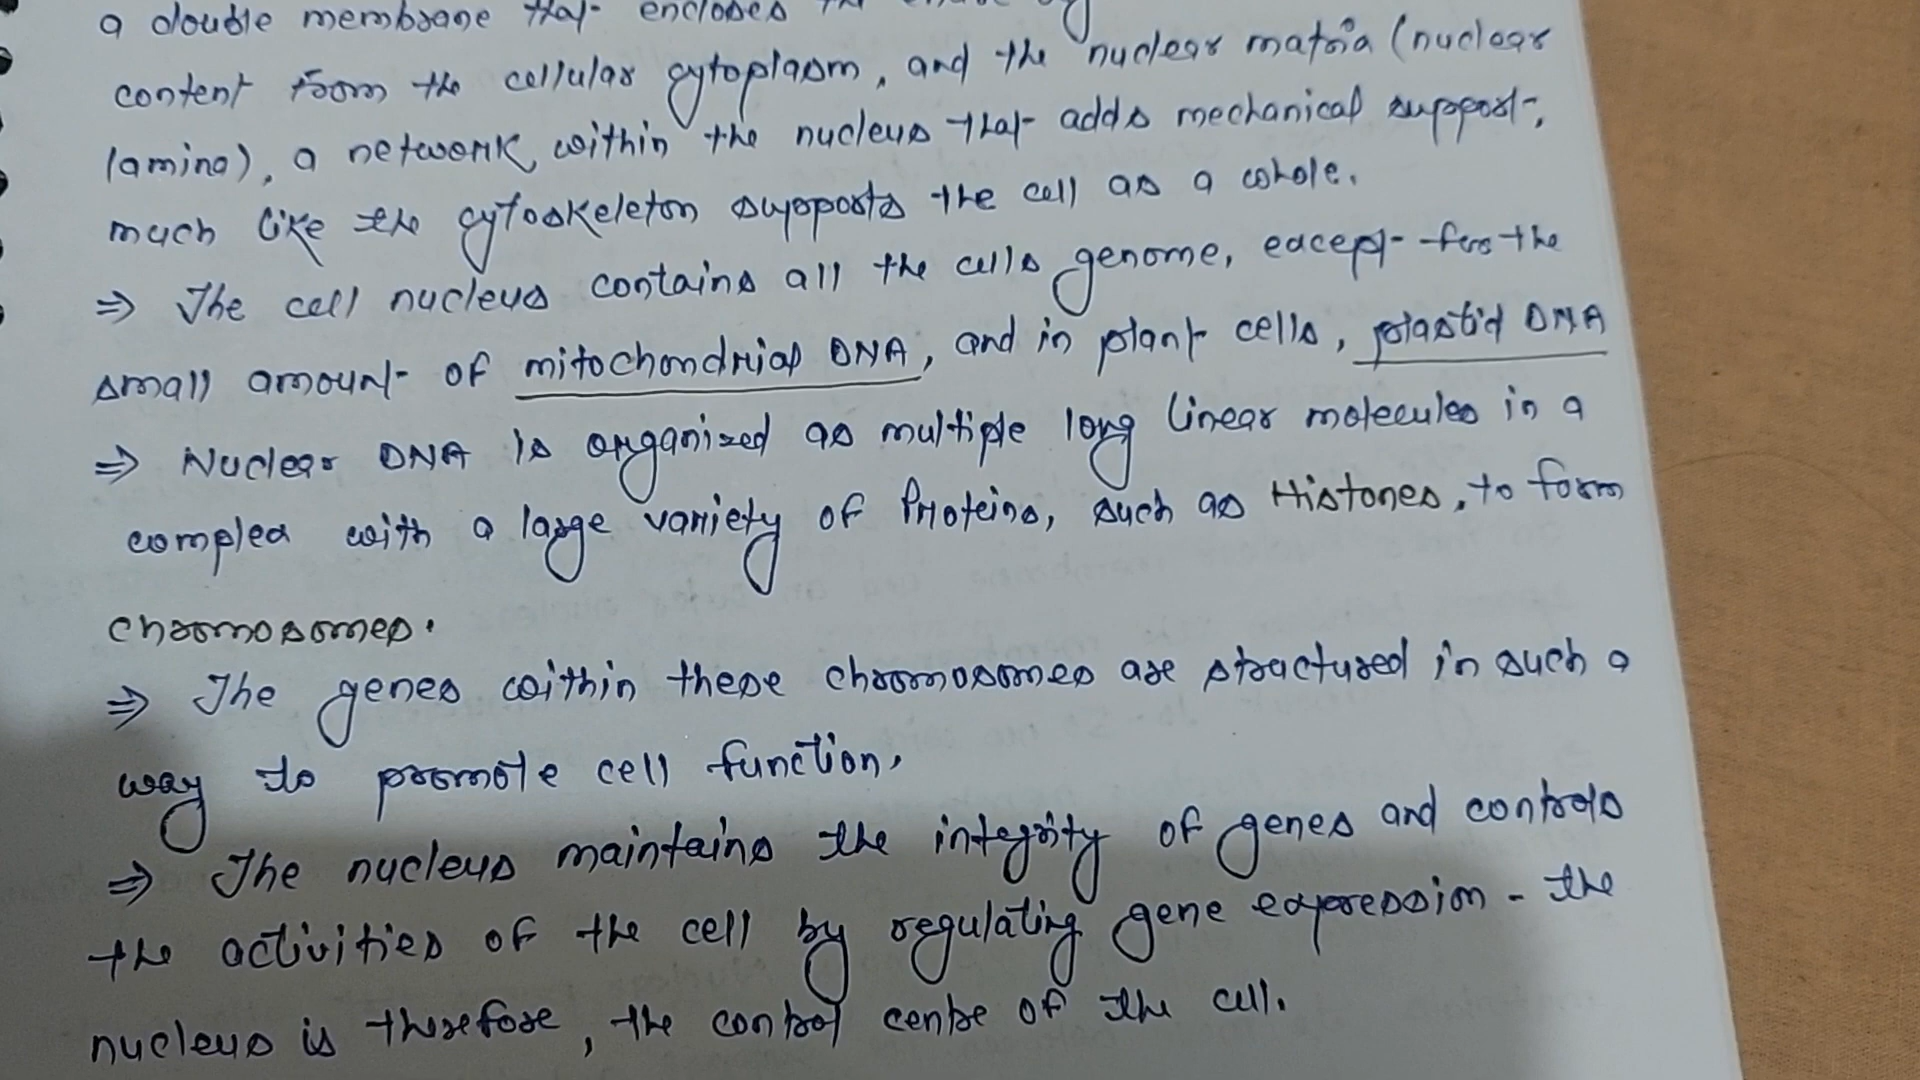 a double membrane that encloses the
content from the cellular cytoplasm, and the nuclear matrix (nuclear
lamina), a network within the nucleus that adds mechanical support,
much like the cytoskeleton supports the cell as a whole.
⇒ The cell nucleus contains all the cells genome, except for the
small amount of mitochondrial DNA, and in plant cells, plastid DNA
⇒ Nuclear DNA is organized as multiple long linear molecules in a
complex with a large variety of Proteins, such as Histones, to form
chromosomes.
⇒ The genes within these chromosomes are structured in such a
way to promote cell function.
⇒ The nucleus maintains the integrity of genes and controls
the activities of the cell by regulating gene expression - the
nucleus is therefore, the control centre of the cell.